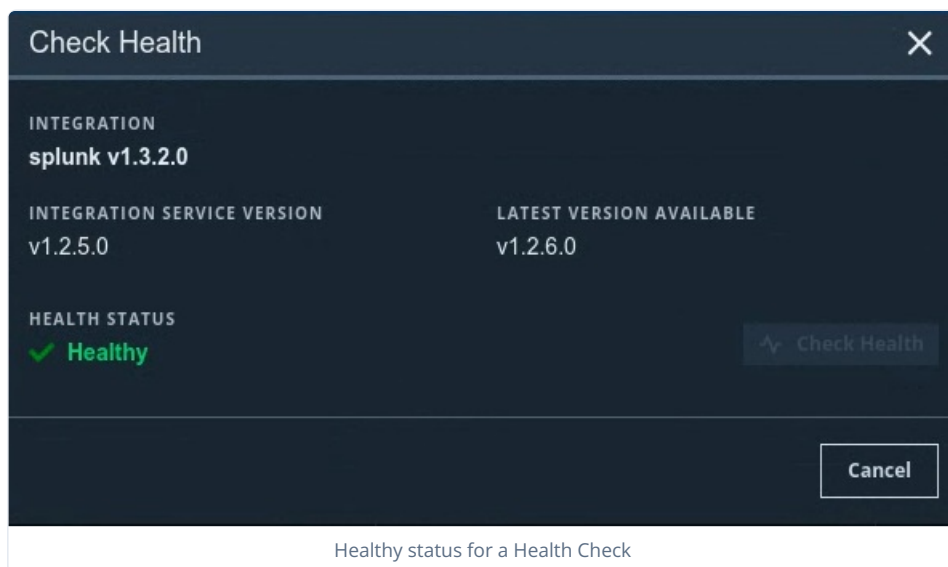 Check Health
INTEGRATION
splunk v1.3.2.0
INTEGRATION SERVICE VERSION
LATEST VERSION AVAILABLE
v1.2.5.0
v1.2.6.0
HEALTH STATUS
Healthy
Check Health
Cancel
Healthy status for a Health Check